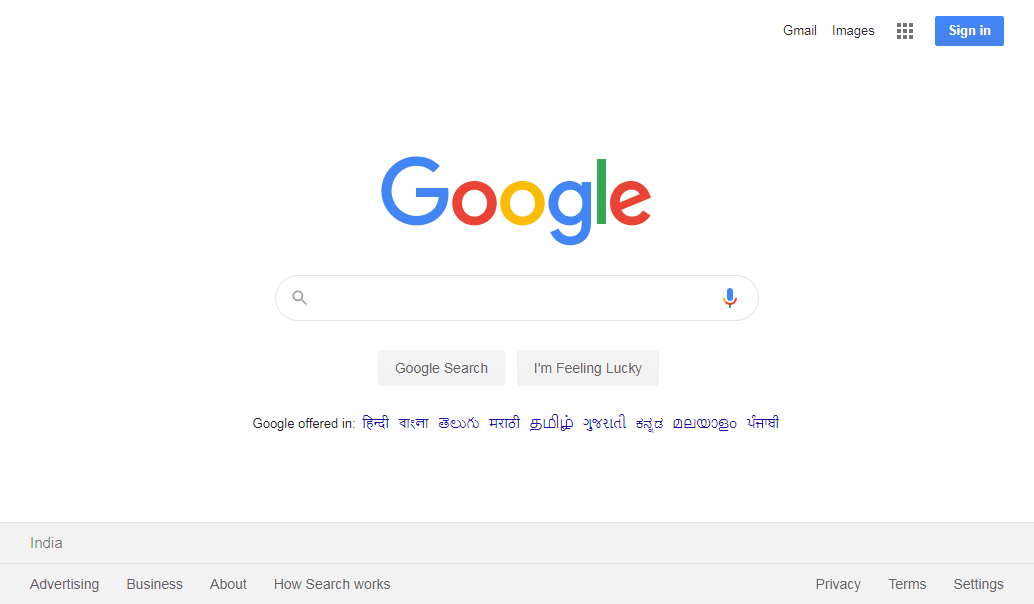 Gmail Images Sign in
Google
Google Search I'm Feeling Lucky
Google offered in: हिन्दी বাংলা తెలుగు मराठी தமிழ் ગુજરાતી ಕನ್ನಡ മലയാളം ਪੰਜਾਬੀ
India
Advertising Business About How Search works Privacy Terms Settings